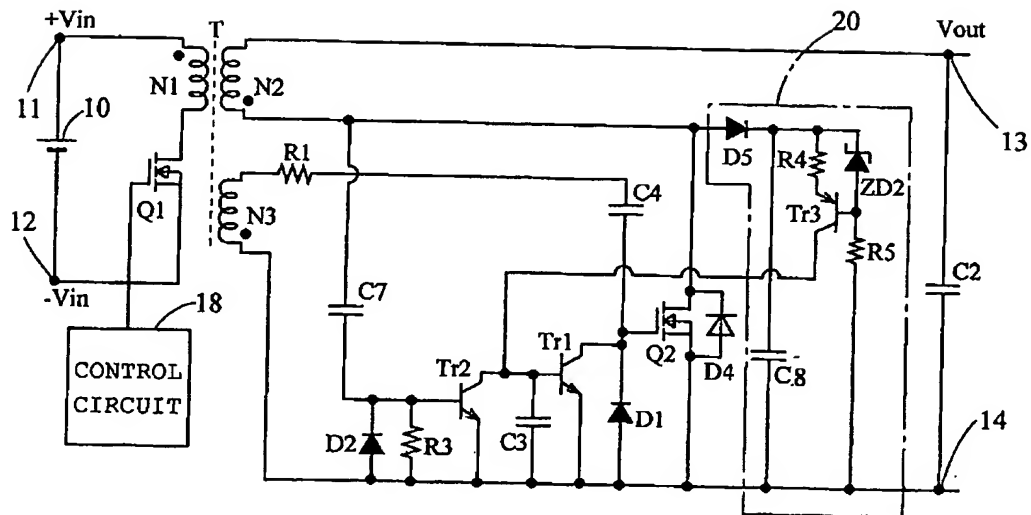 +Vin
T
20
Vout
11
10
N1
N2
13
R1
D5
R4
ZD2
Q1
N3
C4
Tr3
12
R5
-Vin
18
C7
C2
Tr1
Q2
D4
C8
CONTROL
CIRCUIT
Tr2
14
D2
R3
C3
D1